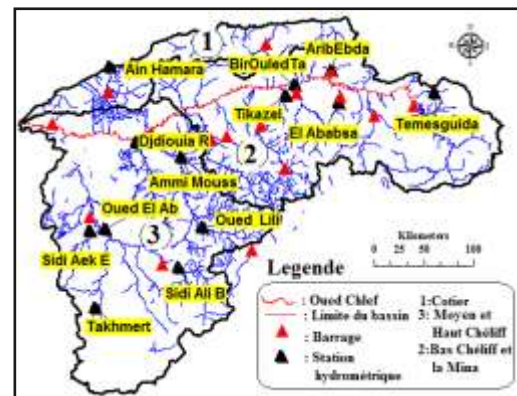 1
AribEbda
BirOuledTa
Ain Hamara
Tikazel
Temesguida
El Ababsa
Djdiouia R
2
Ammi Mouss
Oued El Ab
Oued Lili
3
Kilometers
0 50 100
Sidi Aek E
Sidi Ali B
Takhmert
Legende
: Oued Chlef
: Limite du bassin
: Barrage
: Station hydrométrique
1:Cotier
3: Moyen et
Haut Chéliff
2:Bas Chéliff et
la Mina